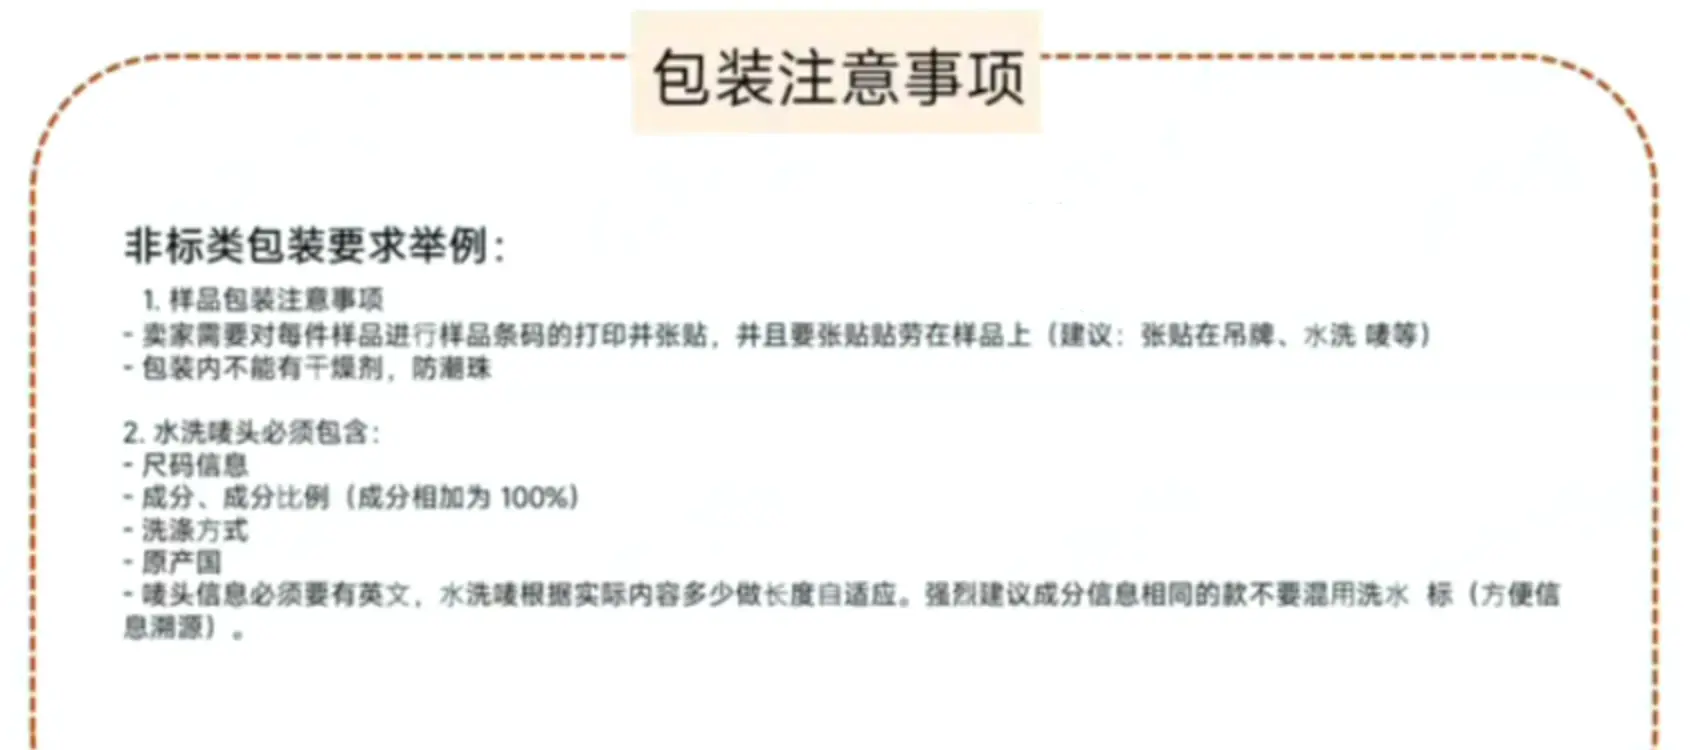 包装注意事项
非标类包装要求举例：
1. 样品包装注意事项
- 卖家需要对每件样品进行样品条码的打印并张贴，并且要张贴贴劳在样品上（建议：张贴在吊牌、水洗 唛等）
- 包装内不能有干燥剂，防潮珠
2. 水洗唛头必须包含：
- 尺码信息
- 成分、成分比例（成分相加为 100%）
- 洗涤方式
- 原产国
- 唛头信息必须要有英文，水洗唛根据实际内容多少做长度自适应。强烈建议成分信息相同的款不要混用洗水 标（方便信
息溯源）。